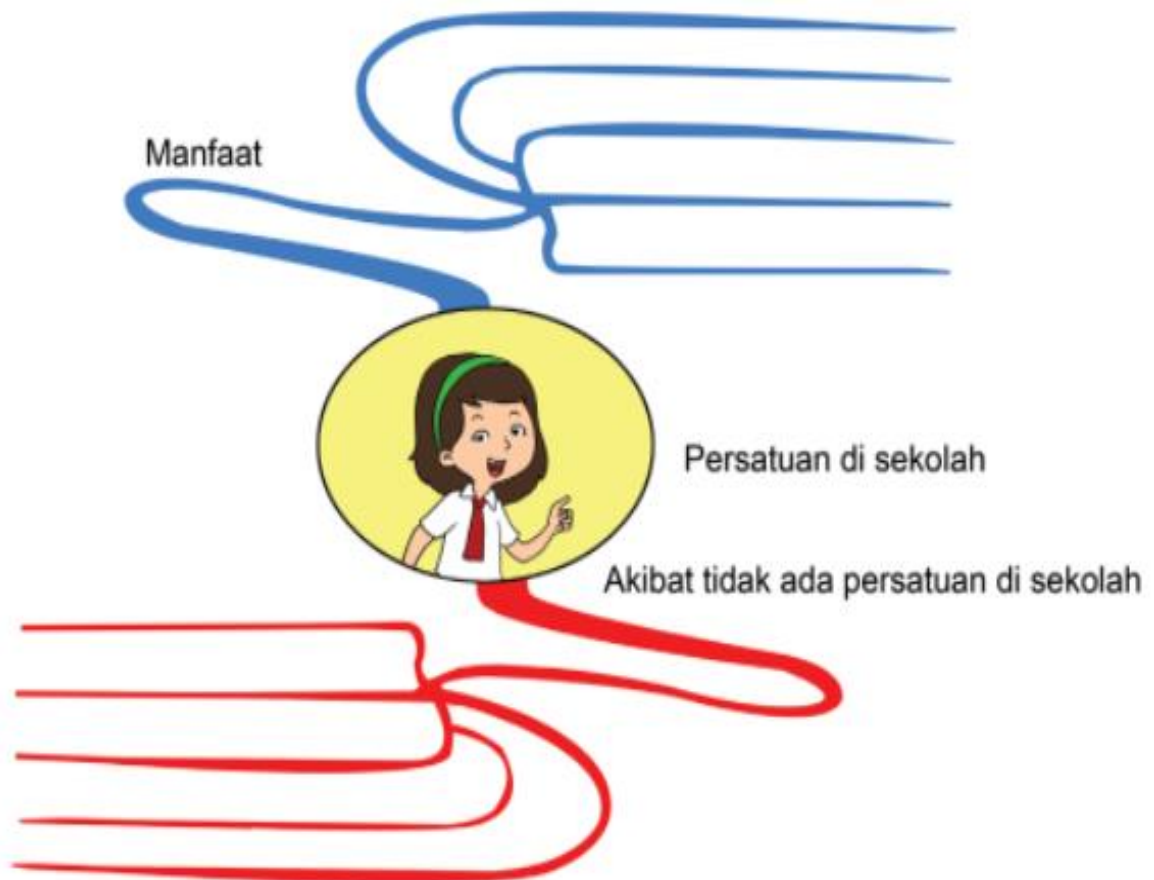 Manfaat
Persatuan di sekolah
Akibat tidak ada persatuan di sekolah